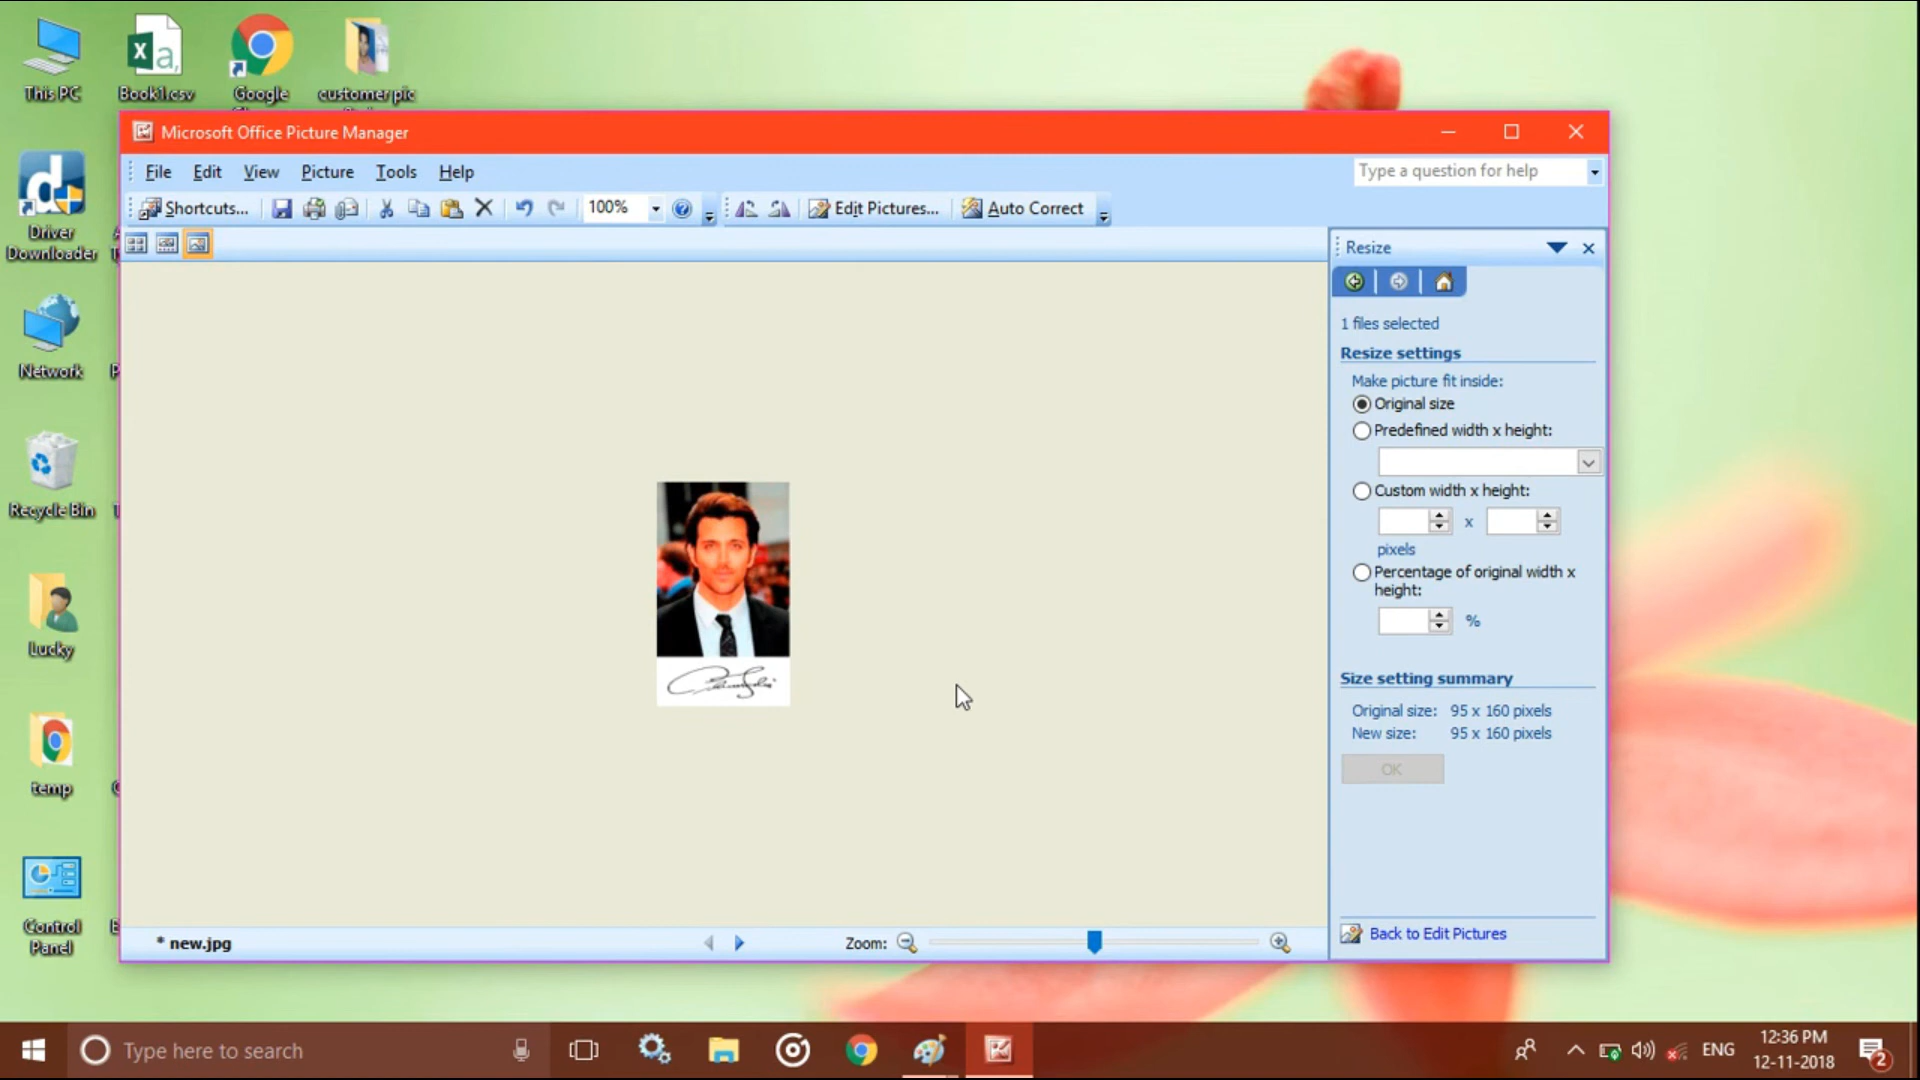 This PC
Book1.csv
Google
customer pic
Microsoft Office Picture Manager
File Edit View Picture Tools Help
Type a question for help
Shortcuts...
100%
Edit Pictures...
Auto Correct
Driver
Downloader
Resize
1 files selected
Resize settings
Make picture fit inside:
Original size
Predefined width x height:
Custom width x height:
x
pixels
Percentage of original width x
height:
%
Size setting summary
Original size: 95 x 160 pixels
New size: 95 x 160 pixels
OK
Back to Edit Pictures
Network
Recycle Bin
Lucky
temp
Control
Panel
* new.jpg
Zoom:
Type here to search
ENG
12:36 PM
12-11-2018
2